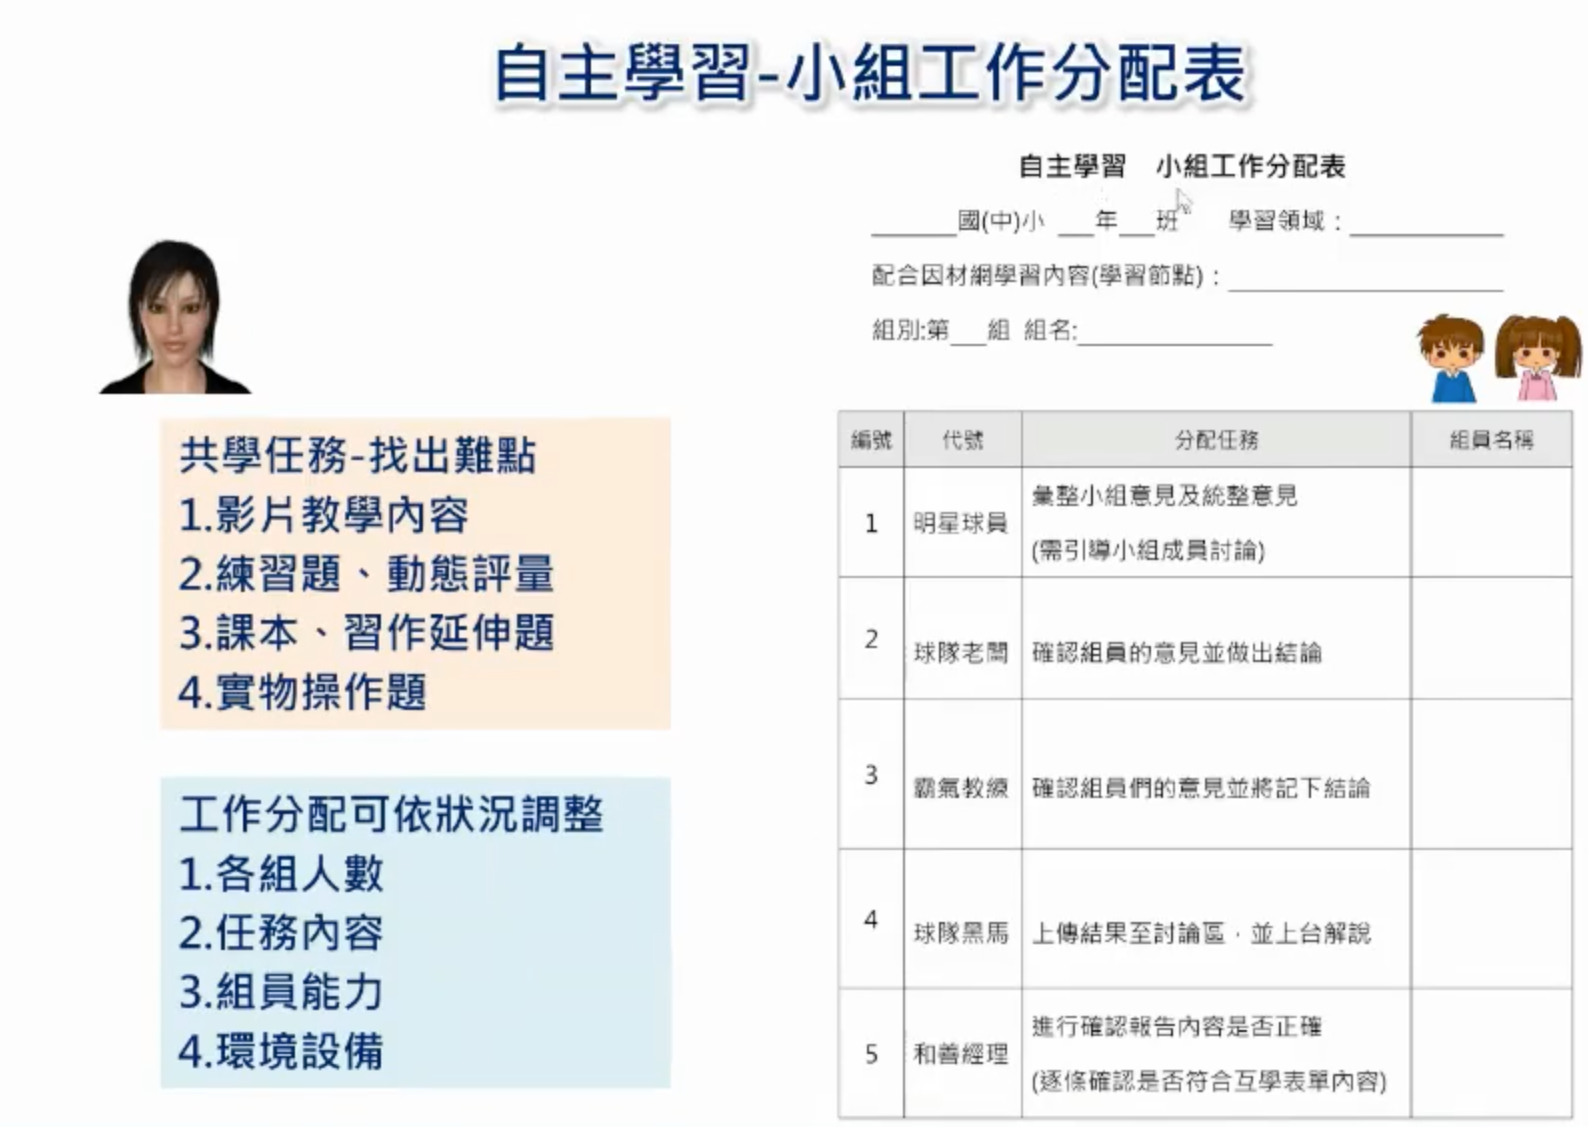 自主學習-小組工作分配表
共學任務-找出難點
1.影片教學內容
2.練習題、動態評量
3.課本、習作延伸題
4.實物操作題
工作分配可依狀況調整
1.各組人數
2.任務內容
3.組員能力
4.環境設備
自主學習 小組工作分配表
______國(中)小 ___年___班 學習領域：___________
配合因材網學習內容(學習節點)：____________________
組別:第___組 組名:______________
編號 代號 分配任務 組員名稱
1 明星球員 彙整小組意見及統整意見
(需引導小組成員討論)
2 球隊老闆 確認組員的意見並做出結論
3 霸氣教練 確認組員們的意見並將記下結論
4 球隊黑馬 上傳結果至討論區，並上台解說
5 和善經理 進行確認報告內容是否正確
(逐條確認是否符合互學表單內容)